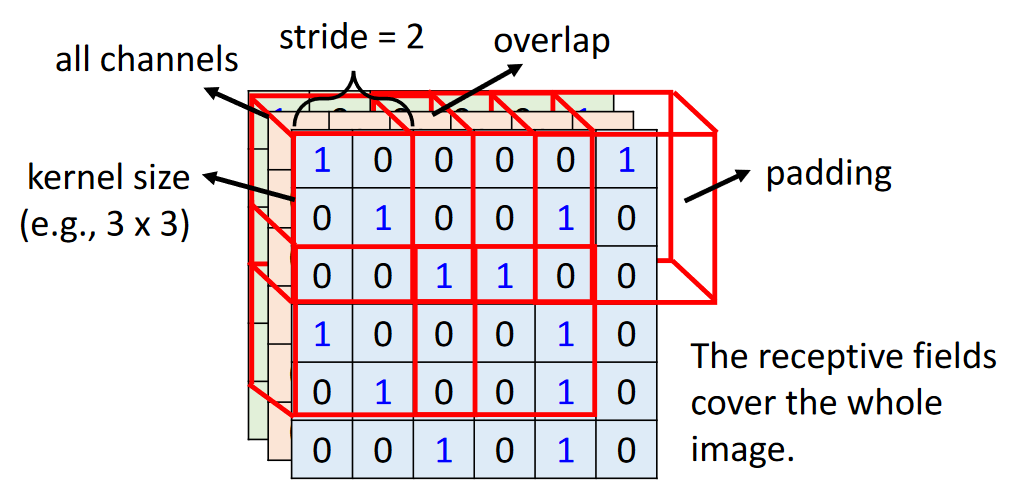 stride = 2
overlap
all channels
kernel size
(e.g., 3 x 3)
padding
1 0 0 0 0 1
0 1 0 0 1 0
0 0 1 1 0 0
1 0 0 0 1 0
0 1 0 0 1 0
0 0 1 0 1 0
The receptive fields
cover the whole
image.